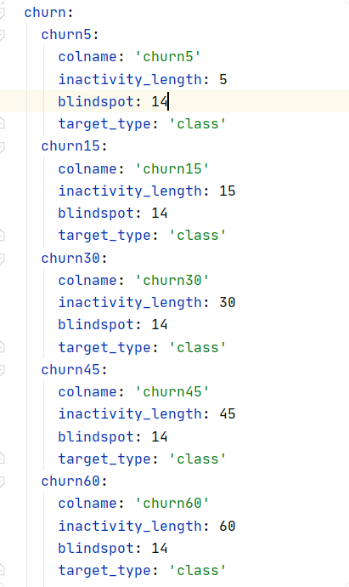 churn:
  churn5:
    colname: 'churn5'
    inactivity_length: 5
    blindspot: 14
    target_type: 'class'
  churn15:
    colname: 'churn15'
    inactivity_length: 15
    blindspot: 14
    target_type: 'class'
  churn30:
    colname: 'churn30'
    inactivity_length: 30
    blindspot: 14
    target_type: 'class'
  churn45:
    colname: 'churn45'
    inactivity_length: 45
    blindspot: 14
    target_type: 'class'
  churn60:
    colname: 'churn60'
    inactivity_length: 60
    blindspot: 14
    target_type: 'class'